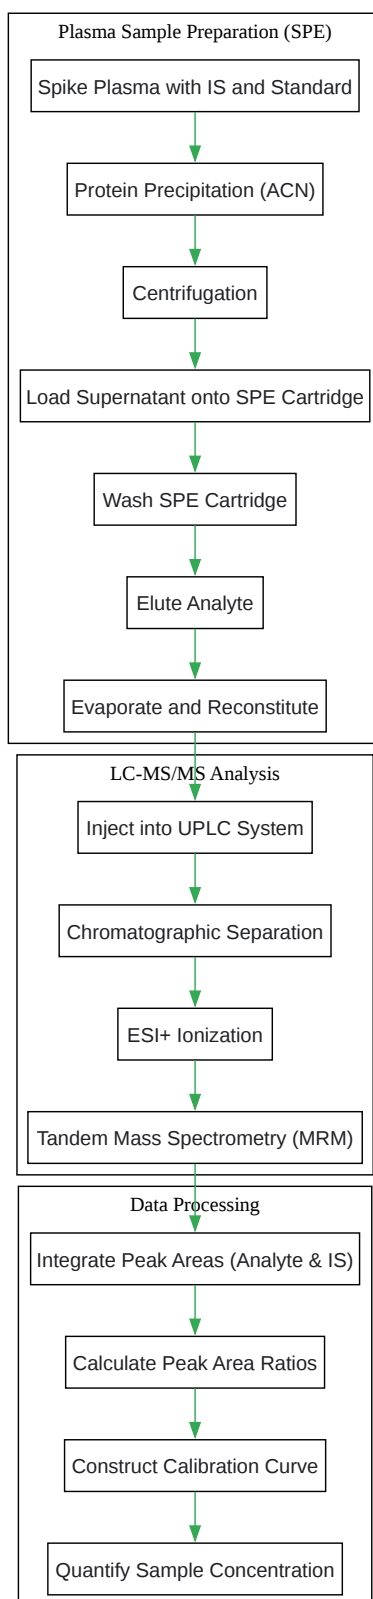 Plasma Sample Preparation (SPE)
Spike Plasma with IS and Standard
Protein Precipitation (ACN)
Centrifugation
Load Supernatant onto SPE Cartridge
Wash SPE Cartridge
Elute Analyte
Evaporate and Reconstitute
LC-MS/MS Analysis
Inject into UPLC System
Chromatographic Separation
ESI+ Ionization
Tandem Mass Spectrometry (MRM)
Data Processing
Integrate Peak Areas (Analyte & IS)
Calculate Peak Area Ratios
Construct Calibration Curve
Quantify Sample Concentration